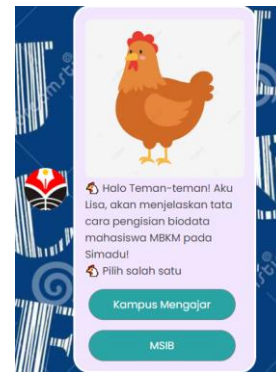 🐔 Halo Teman-teman! Aku
Lisa, akan menjelaskan tata
cara pengisian biodata
mahasiswa MBKM pada
Simadu!
🐔 Pilih salah satu
Kampus Mengajar
MSIB